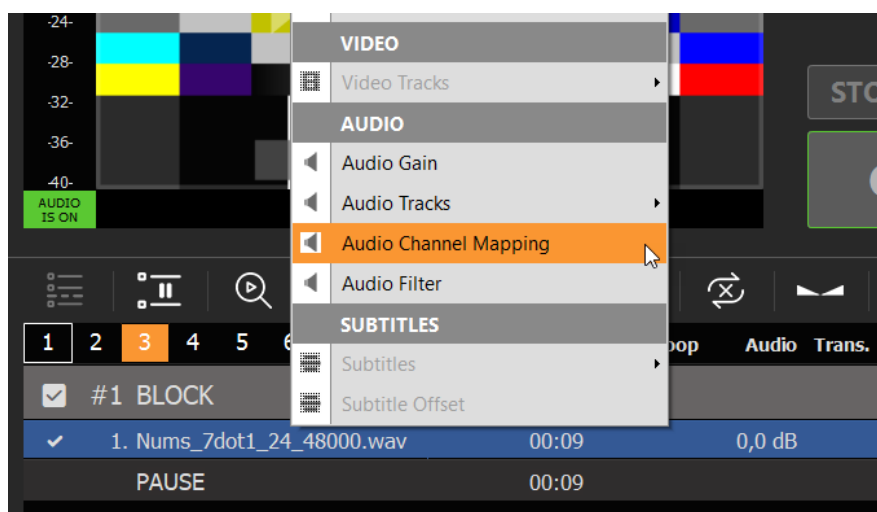 -24-
-28-
-32-
-36-
-40-
AUDIO
IS ON
VIDEO
Video Tracks
AUDIO
Audio Gain
Audio Tracks
Audio Channel Mapping
Audio Filter
SUBTITLES
Subtitles
Subtitle Offset
1 2 3 4 5 Audio Trans.
#1 BLOCK
1. Nums_7dot1_24_48000.wav 00:09 0,0 dB
PAUSE 00:09